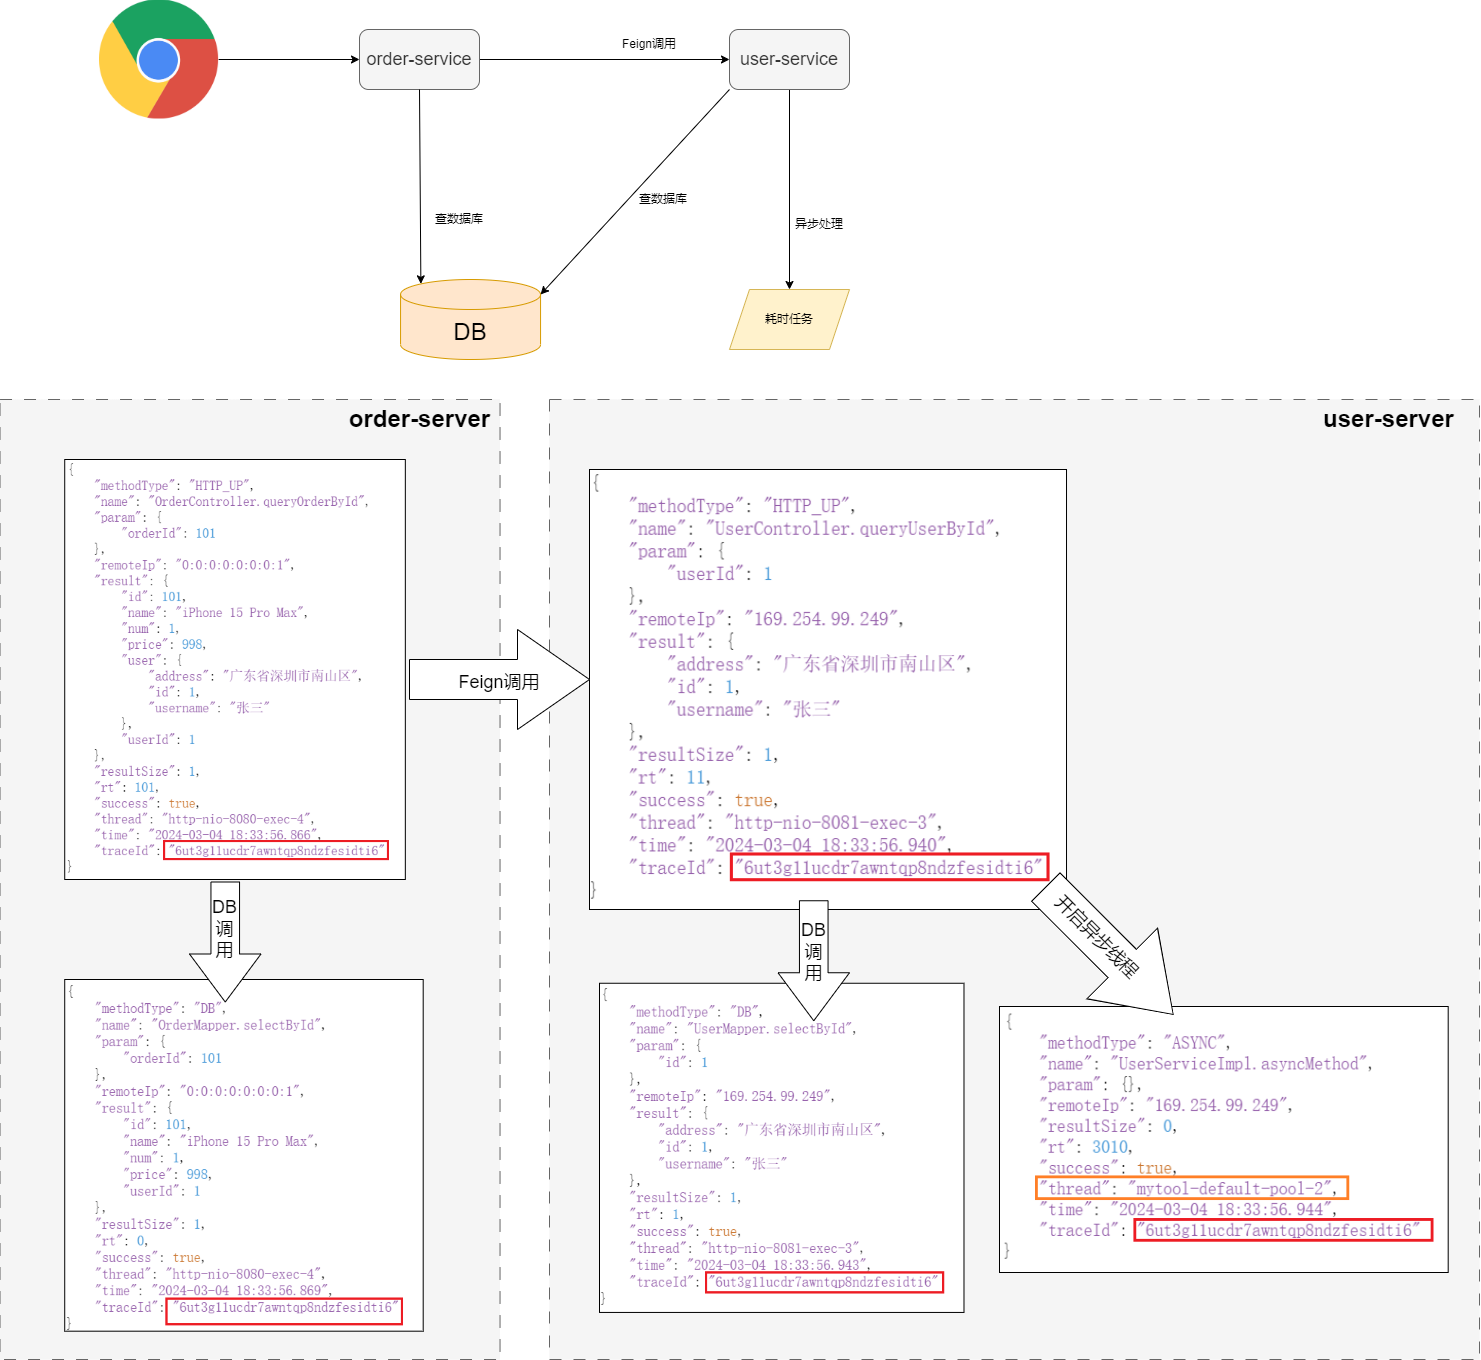 order-service
Feign调用
user-service
查数据库
查数据库
异步处理
DB
耗时任务
order-server
{
"methodType": "HTTP_UP",
"name": "OrderController.queryOrderById",
"param": {
"orderId": 101
},
"remoteIp": "0:0:0:0:0:0:0:1",
"result": {
"id": 101,
"name": "iPhone 15 Pro Max",
"num": 1,
"price": 998,
"user": {
"address": "广东省深圳市南山区",
"id": 1,
"username": "张三"
},
"userId": 1
},
"resultSize": 1,
"rt": 101,
"success": true,
"thread": "http-nio-8080-exec-4",
"time": "2024-03-04 18:33:56.866",
"traceId": "6ut3gl1ucdr7awntqp8ndzfesidti6"
}
DB
调
用
{
"methodType": "DB",
"name": "OrderMapper.selectById",
"param": {
"orderId": 101
},
"remoteIp": "0:0:0:0:0:0:0:1",
"result": {
"id": 101,
"name": "iPhone 15 Pro Max",
"num": 1,
"price": 998,
"userId": 1
},
"resultSize": 1,
"rt": 0,
"success": true,
"thread": "http-nio-8080-exec-4",
"time": "2024-03-04 18:33:56.869",
"traceId": "6ut3gl1ucdr7awntqp8ndzfesidti6"
}
Feign调用
user-server
{
"methodType": "HTTP_UP",
"name": "UserController.queryUserById",
"param": {
"userId": 1
},
"remoteIp": "169.254.99.249",
"result": {
"address": "广东省深圳市南山区",
"id": 1,
"username": "张三"
},
"resultSize": 1,
"rt": 11,
"success": true,
"thread": "http-nio-8081-exec-3",
"time": "2024-03-04 18:33:56.940",
"traceId": "6ut3gl1ucdr7awntqp8ndzfesidti6"
}
DB
调
用
{
"methodType": "DB",
"name": "UserMapper.selectById",
"param": {
"id": 1
},
"remoteIp": "169.254.99.249",
"result": {
"address": "广东省深圳市南山区",
"id": 1,
"username": "张三"
},
"resultSize": 1,
"rt": 1,
"success": true,
"thread": "http-nio-8081-exec-3",
"time": "2024-03-04 18:33:56.943",
"traceId": "6ut3gl1ucdr7awntqp8ndzfesidti6"
}
开启异步线程
{
"methodType": "ASYNC",
"name": "UserServiceImpl.asyncMethod",
"param": {},
"remoteIp": "169.254.99.249",
"resultSize": 0,
"rt": 3010,
"success": true,
"thread": "mytool-default-pool-2",
"time": "2024-03-04 18:33:56.944",
"traceId": "6ut3gl1ucdr7awntqp8ndzfesidti6"
}